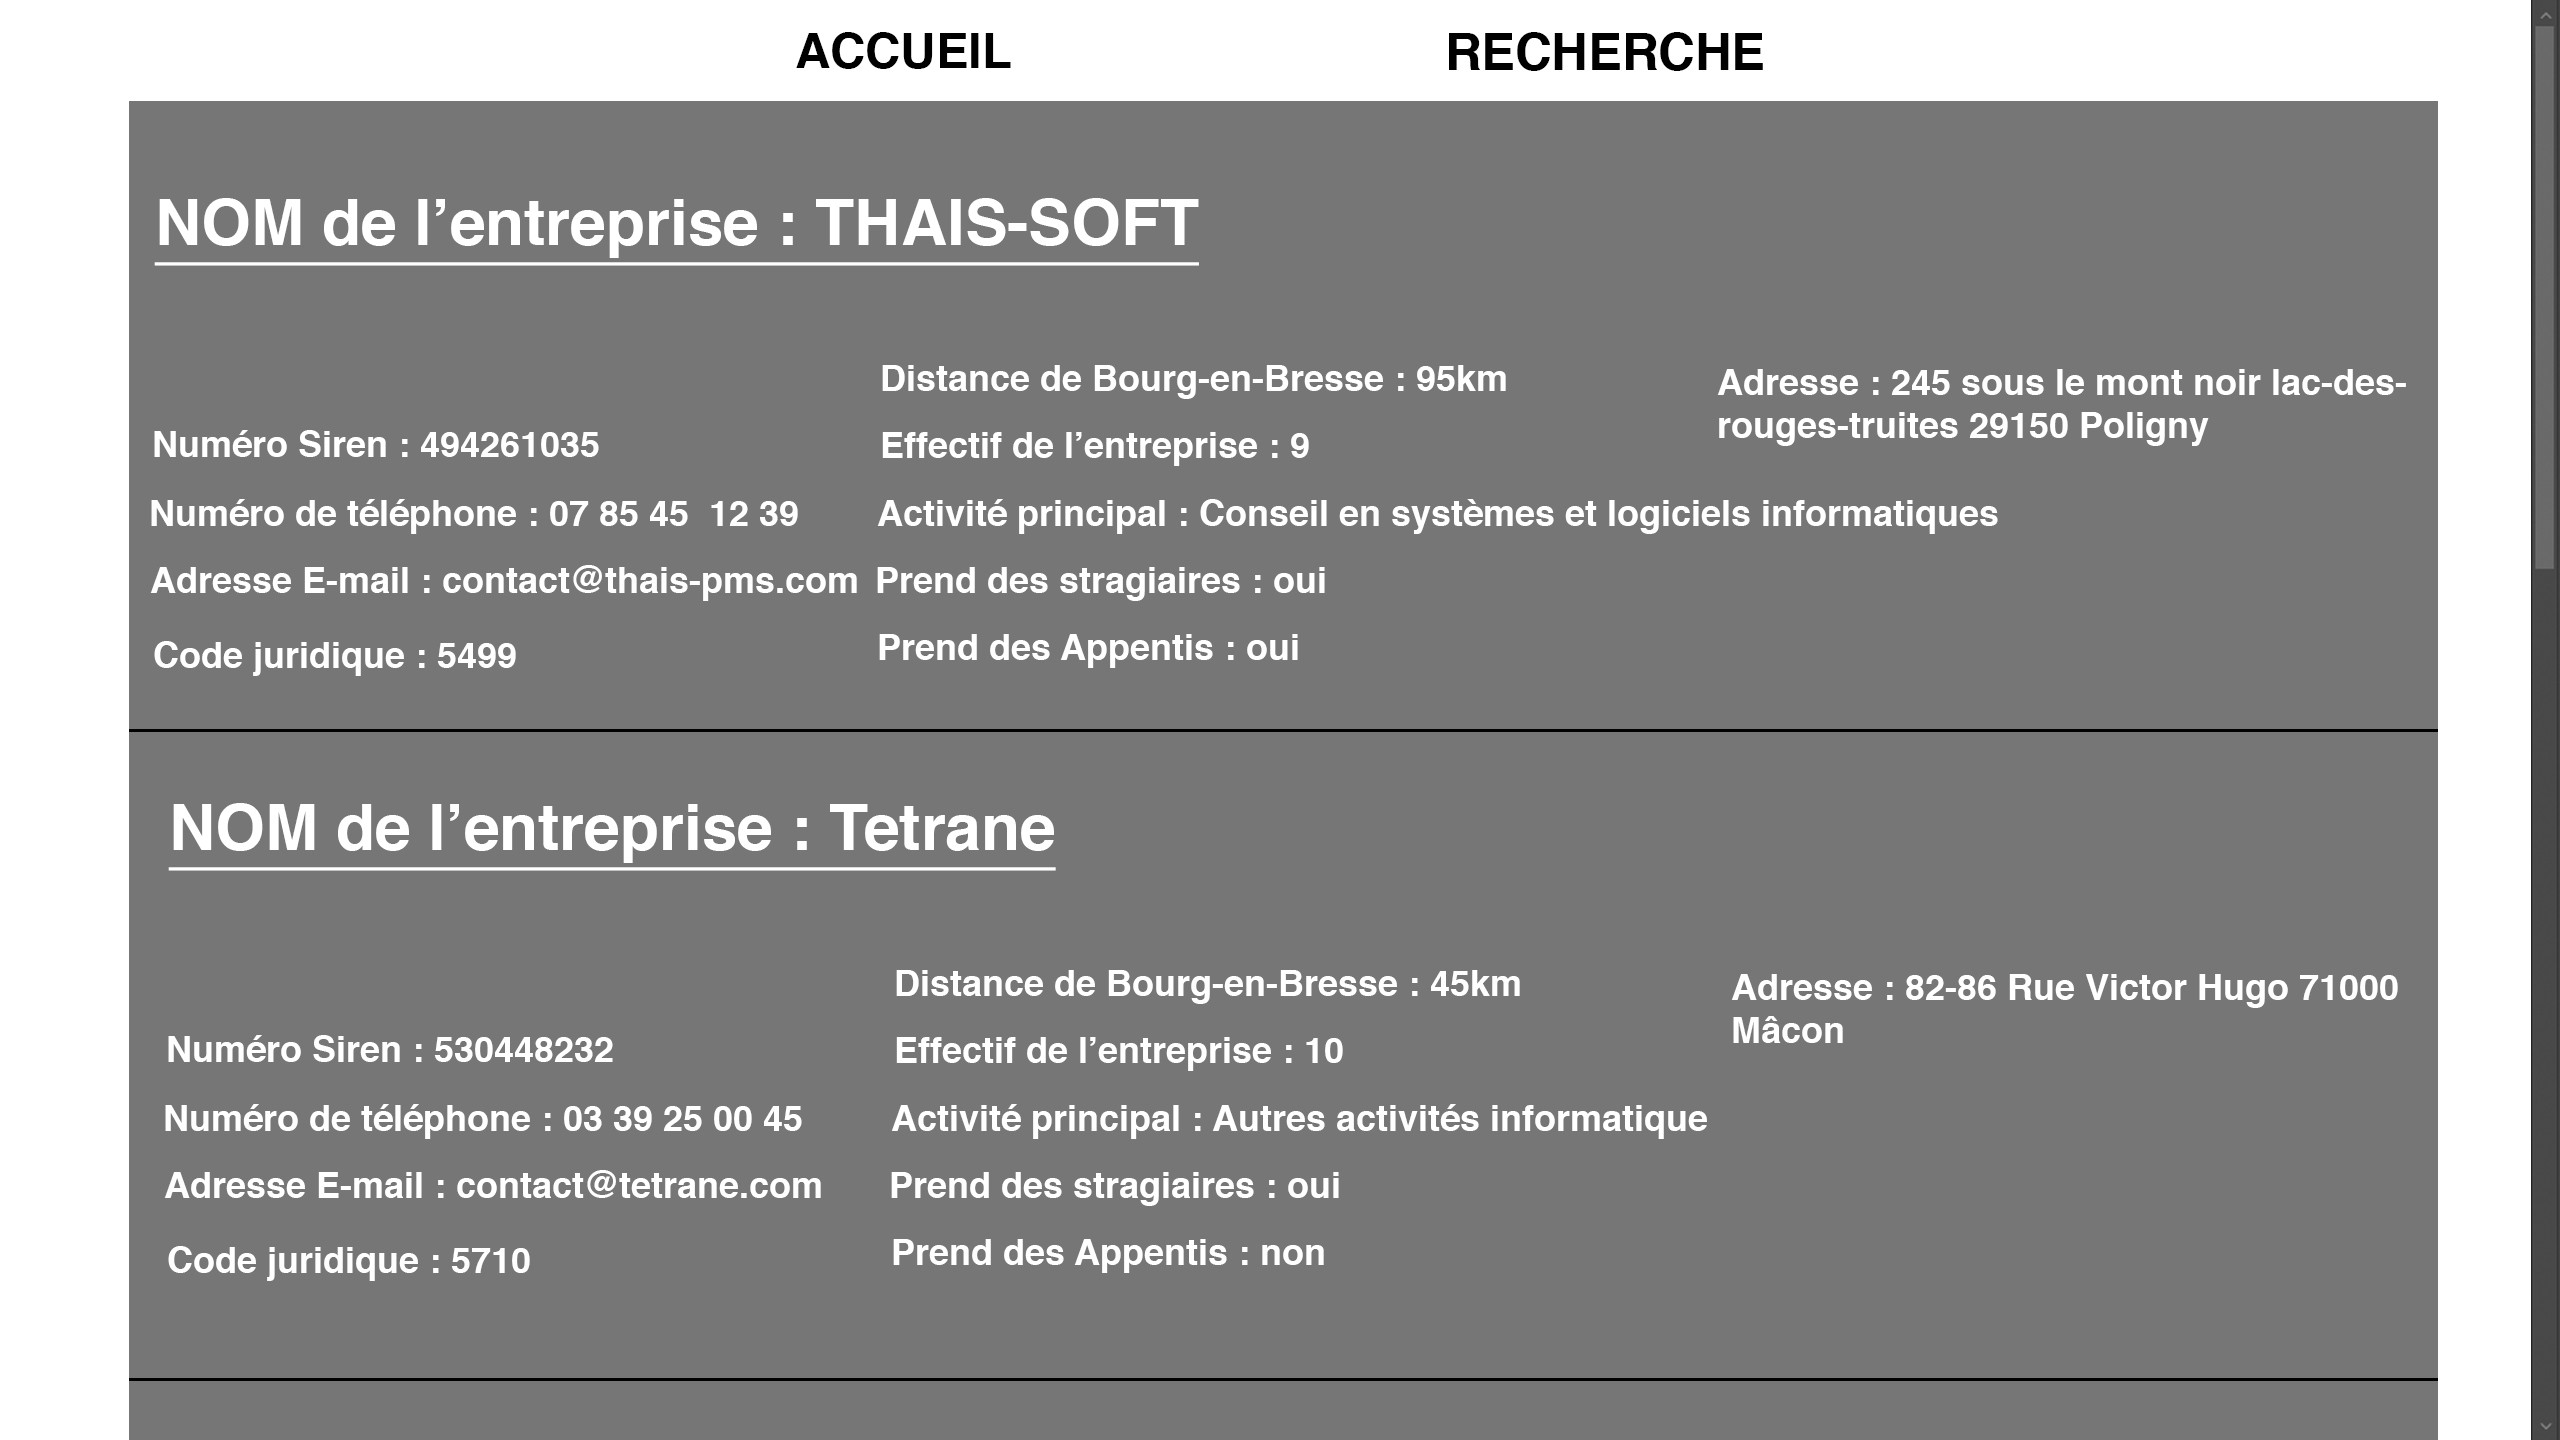 ACCUEIL
RECHERCHE
NOM de l’entreprise : THAIS-SOFT
Numéro Siren : 494261035
Numéro de téléphone : 07 85 45  12 39
Adresse E-mail : contact@thais-pms.com
Code juridique : 5499
Distance de Bourg-en-Bresse : 95km
Effectif de l’entreprise : 9
Activité principal : Conseil en systèmes et logiciels informatiques
Prend des stragiaires : oui
Prend des Appentis : oui
Adresse : 245 sous le mont noir lac-des-
rouges-truites 29150 Poligny
NOM de l’entreprise : Tetrane
Numéro Siren : 530448232
Numéro de téléphone : 03 39 25 00 45
Adresse E-mail : contact@tetrane.com
Code juridique : 5710
Distance de Bourg-en-Bresse : 45km
Effectif de l’entreprise : 10
Activité principal : Autres activités informatique
Prend des stragiaires : oui
Prend des Appentis : non
Adresse : 82-86 Rue Victor Hugo 71000
Mâcon